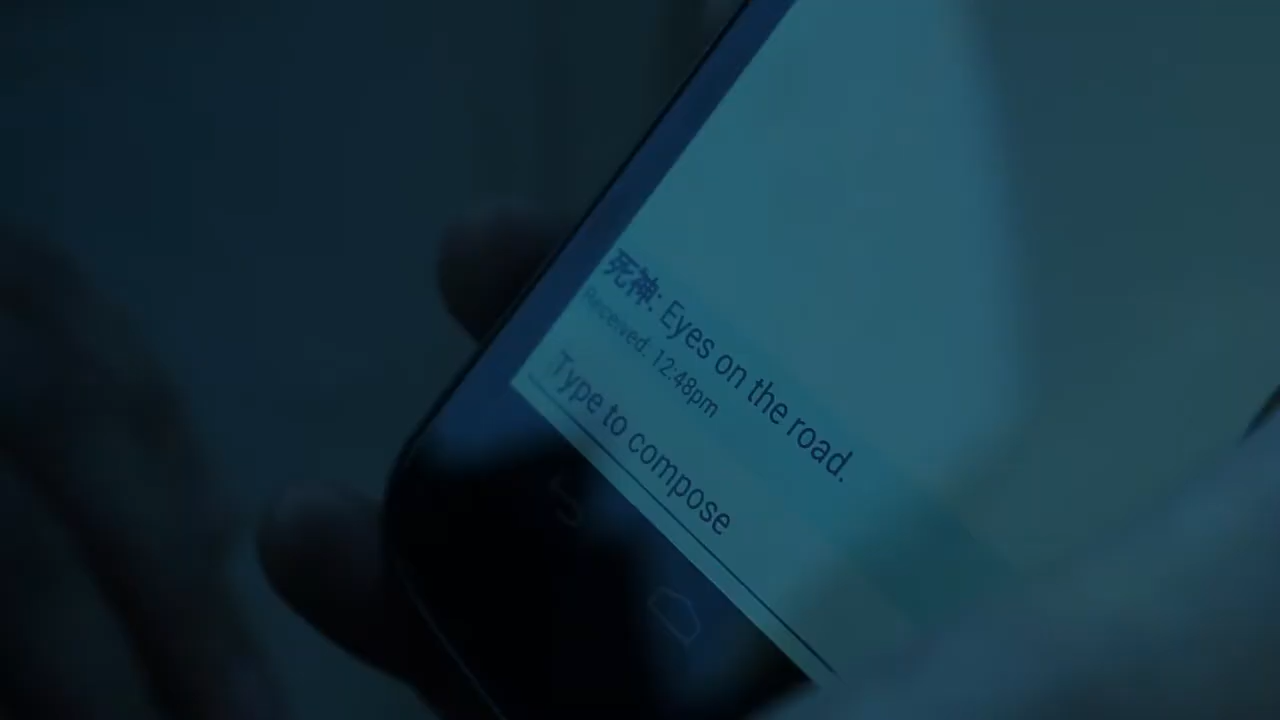 死神: Eyes on the road.
Received: 12:48pm
Type to compose